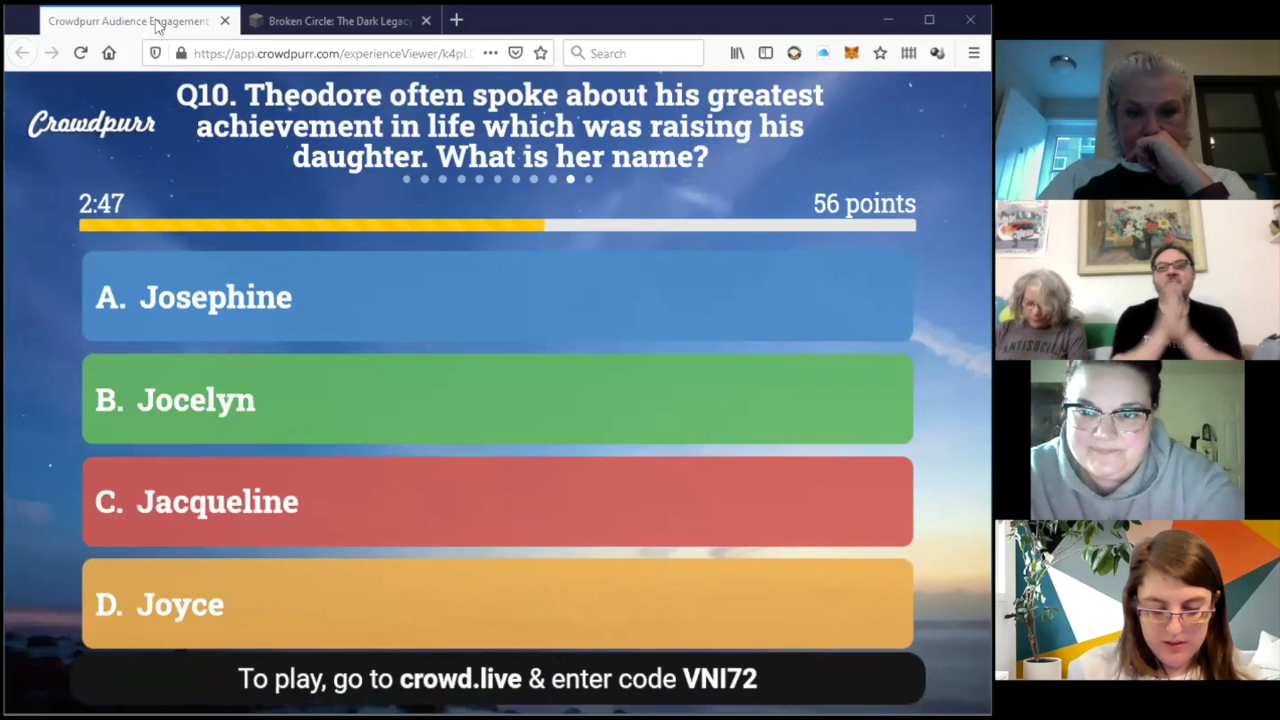 Crowdpurr Audience Engagement
Broken Circle: The Dark Legacy
https://app.crowdpurr.com/experienceViewer/k4pl.
Search
Crowdpurr
Q10. Theodore often spoke about his greatest
achievement in life which was raising his
daughter. What is her name?
2:47
56 points
A. Josephine
B. Jocelyn
C. Jacqueline
D. Joyce
To play, go to crowd.live & enter code VNI72
ANTISOCIAL